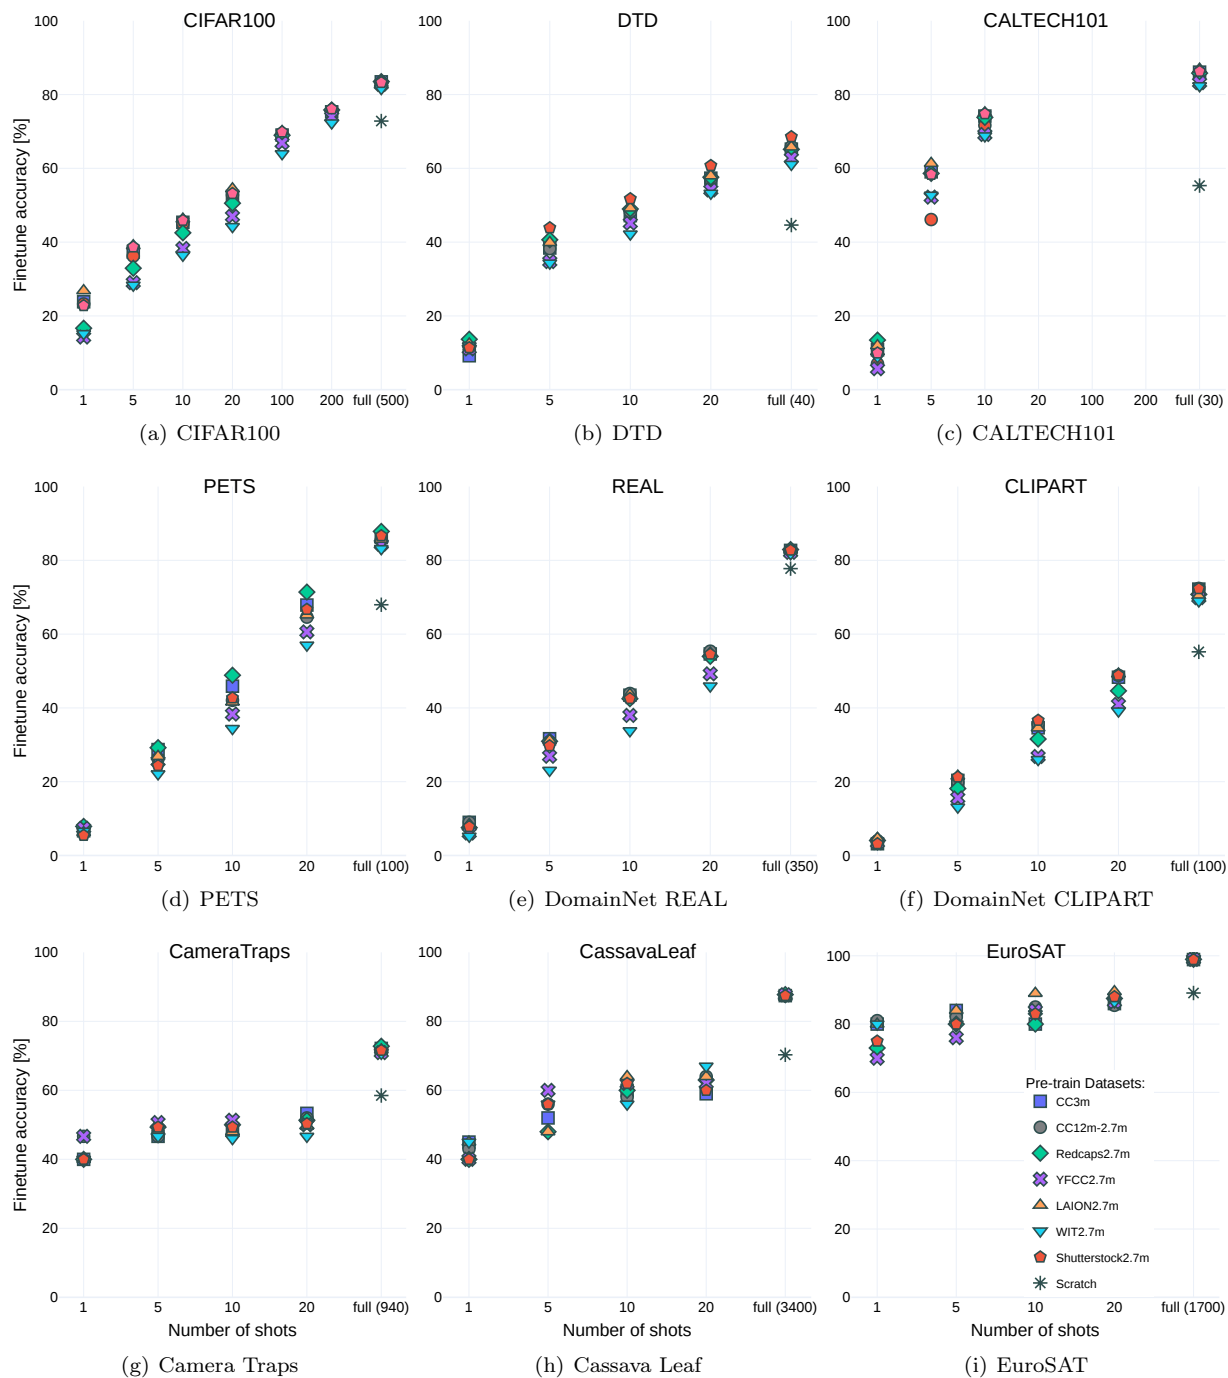 CIFAR100
DTD
CALTECH101
Finetune accuracy [%]
100
80
60
40
20
0
1 5 10 20 100 200 full (500)
100
80
60
40
20
0
1 5 10 20 full (40)
100
80
60
40
20
0
1 5 10 20 100 200 full (30)
(a) CIFAR100
(b) DTD
(c) CALTECH101
PETS
REAL
CLIPART
Finetune accuracy [%]
100
80
60
40
20
0
1 5 10 20 full (100)
100
80
60
40
20
0
1 5 10 20 full (350)
100
80
60
40
20
0
1 5 10 20 full (100)
(d) PETS
(e) DomainNet REAL
(f) DomainNet CLIPART
CameraTraps
CassavaLeaf
EuroSAT
Finetune accuracy [%]
100
80
60
40
20
0
1 5 10 20 full (940)
Number of shots
100
80
60
40
20
0
1 5 10 20 full (3400)
Number of shots
100
80
60
40
20
0
Pre-train Datasets:
CC3m
CC12m-2.7m
Redcaps2.7m
YFCC2.7m
LAION2.7m
WIT2.7m
Shutterstock2.7m
Scratch
1 5 10 20 full (1700)
Number of shots
(g) Camera Traps
(h) Cassava Leaf
(i) EuroSAT